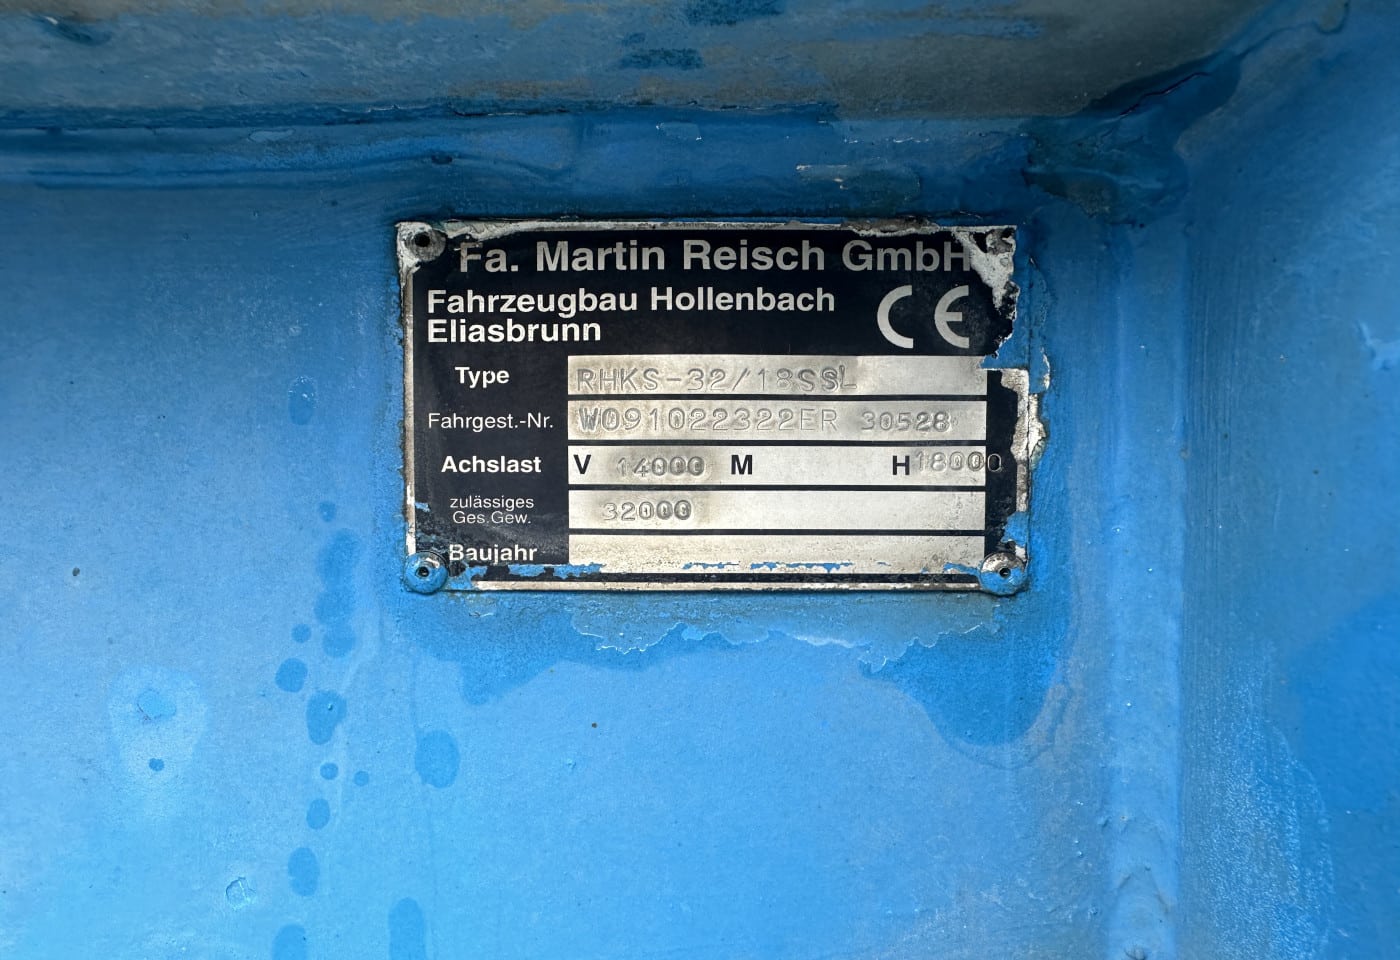 Fa. Martin Reisch GmbH
Fahrzeugbau Hollenbach
Eliasbrunn
CE
Type RHKS-32/18SSL
Fahrgest.-Nr. W091022322ER 30528
Achslast V 14000 M H 18000
zulässiges
Ges.Gew. 32000
Baujahr